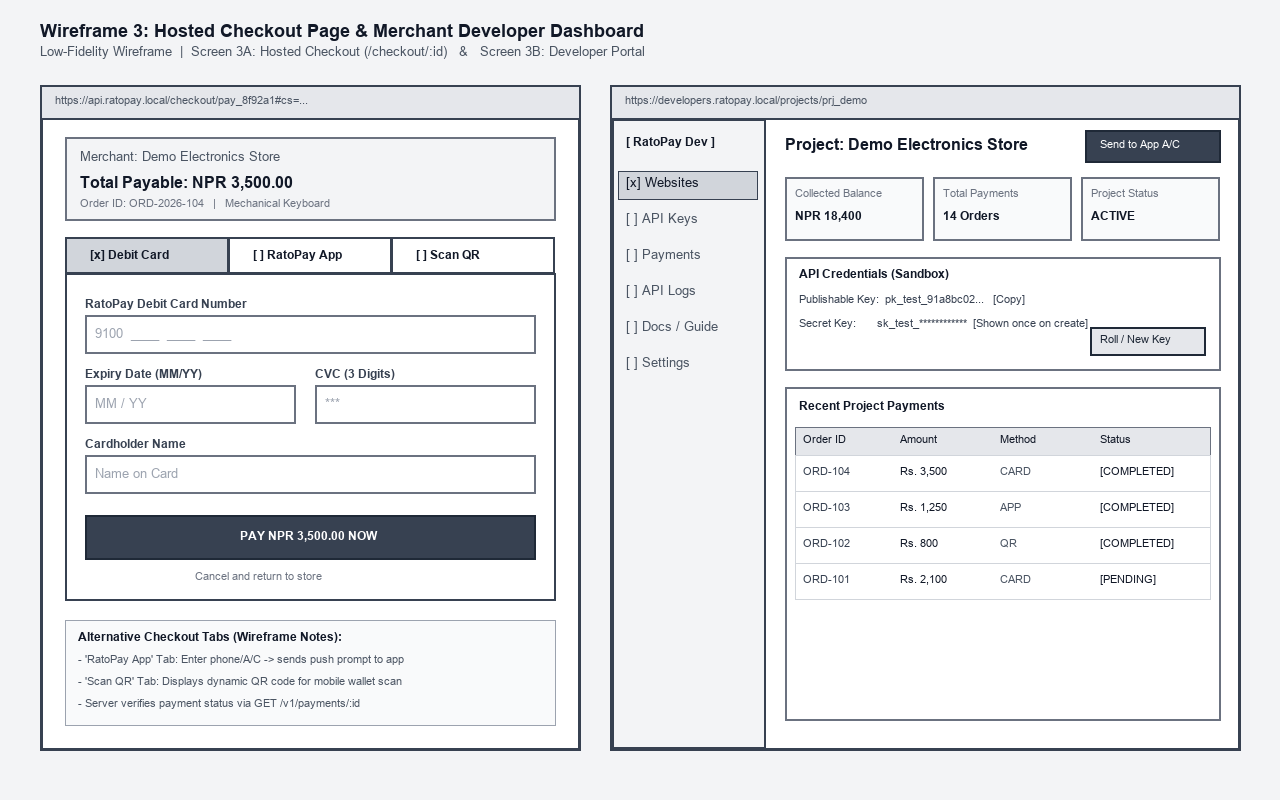 Wireframe 3: Hosted Checkout Page & Merchant Developer Dashboard
Low-Fidelity Wireframe | Screen 3A: Hosted Checkout (/checkout/:id) & Screen 3B: Developer Portal
https://api.ratopay.local/checkout/pay_8f92a1#cs=...
Merchant: Demo Electronics Store
Total Payable: NPR 3,500.00
Order ID: ORD-2026-104 | Mechanical Keyboard
[x] Debit Card [ ] RatoPay App [ ] Scan QR
RatoPay Debit Card Number
9100 ____ ____ ____
Expiry Date (MM/YY) CVC (3 Digits)
MM / YY ***
Cardholder Name
Name on Card
PAY NPR 3,500.00 NOW
Cancel and return to store
Alternative Checkout Tabs (Wireframe Notes):
- 'RatoPay App' Tab: Enter phone/A/C -> sends push prompt to app
- 'Scan QR' Tab: Displays dynamic QR code for mobile wallet scan
- Server verifies payment status via GET /v1/payments/:id
https://developers.ratopay.local/projects/prj_demo
[ RatoPay Dev ]
[x] Websites
[ ] API Keys
[ ] Payments
[ ] API Logs
[ ] Docs / Guide
[ ] Settings
Project: Demo Electronics Store Send to App A/C
Collected Balance Total Payments Project Status
NPR 18,400 14 Orders ACTIVE
API Credentials (Sandbox)
Publishable Key: pk_test_91a8bc02... [Copy]
Secret Key: sk_test_************ [Shown once on create]
Roll / New Key
Recent Project Payments
Order ID Amount Method Status
ORD-104 Rs. 3,500 CARD [COMPLETED]
ORD-103 Rs. 1,250 APP [COMPLETED]
ORD-102 Rs. 800 QR [COMPLETED]
ORD-101 Rs. 2,100 CARD [PENDING]